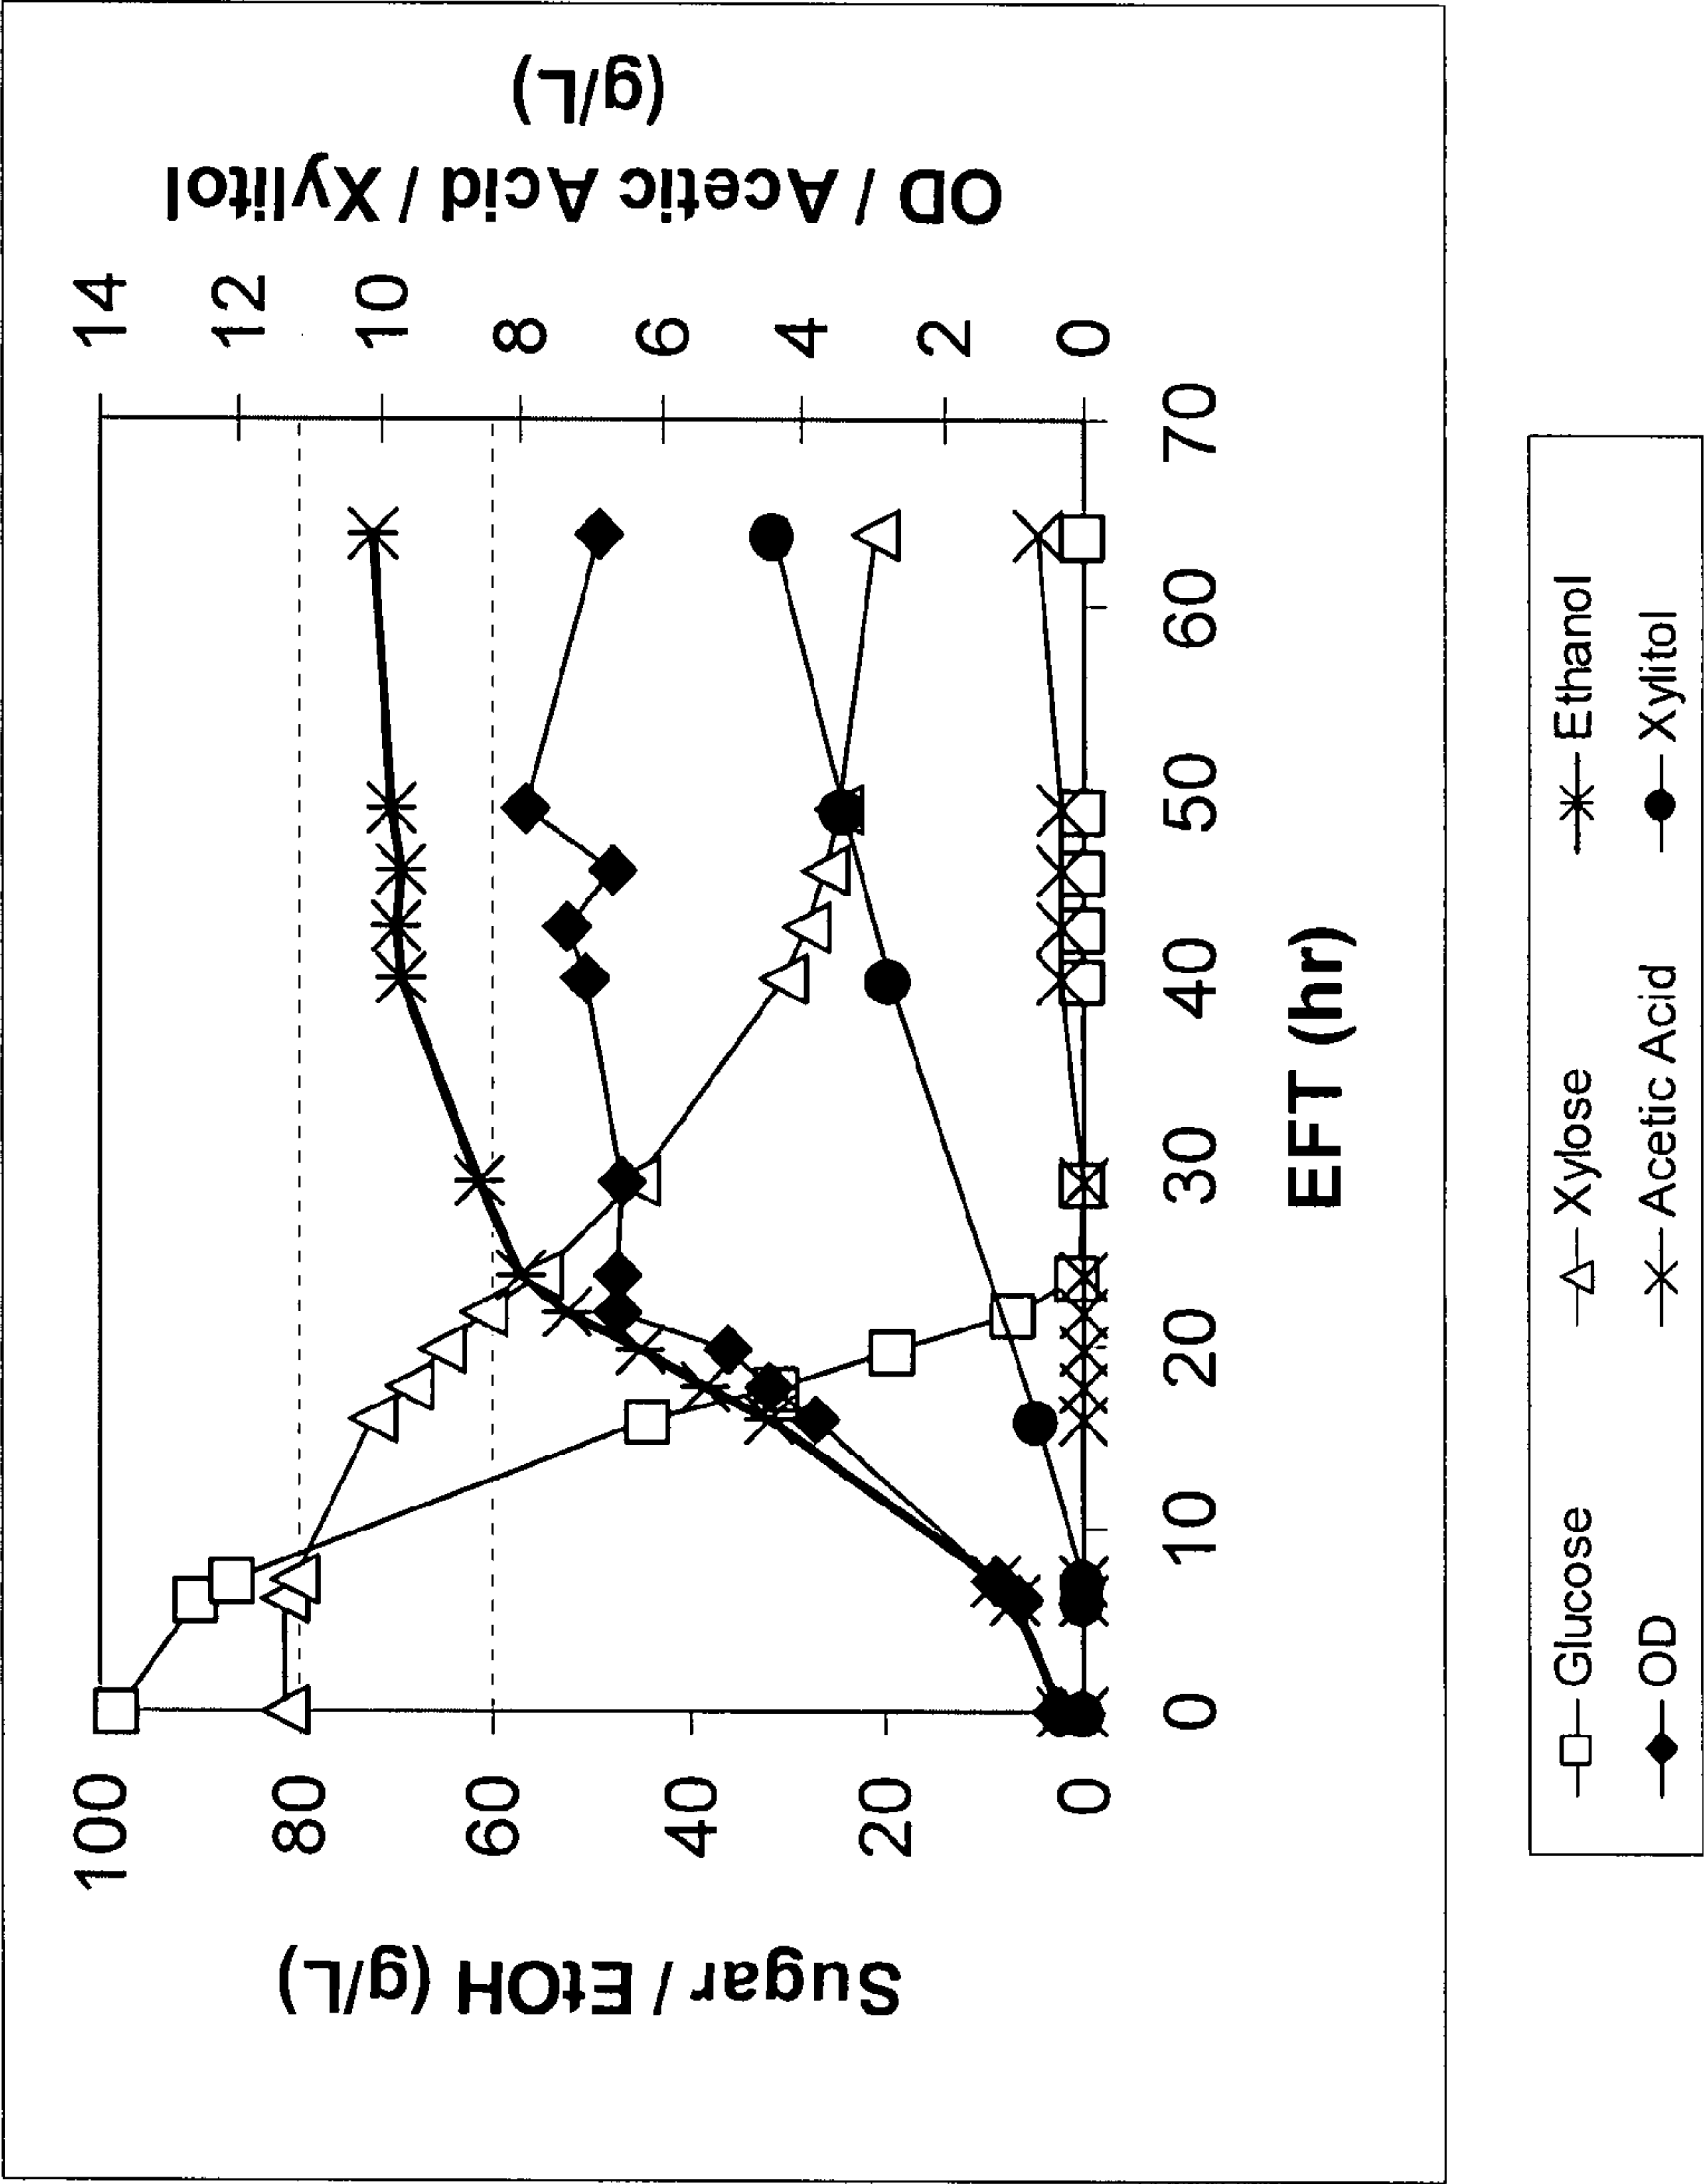 Sugar / EtOH (g/L)
100
80
60
40
20
0
0
10
20
30
40
50
60
70
EFT (hr)
14
12
10
8
6
4
2
0
OD / Acetic Acid / Xylitol
(g/L)
Glucose
Xylose
Ethanol
OD
Acetic Acid
Xylitol